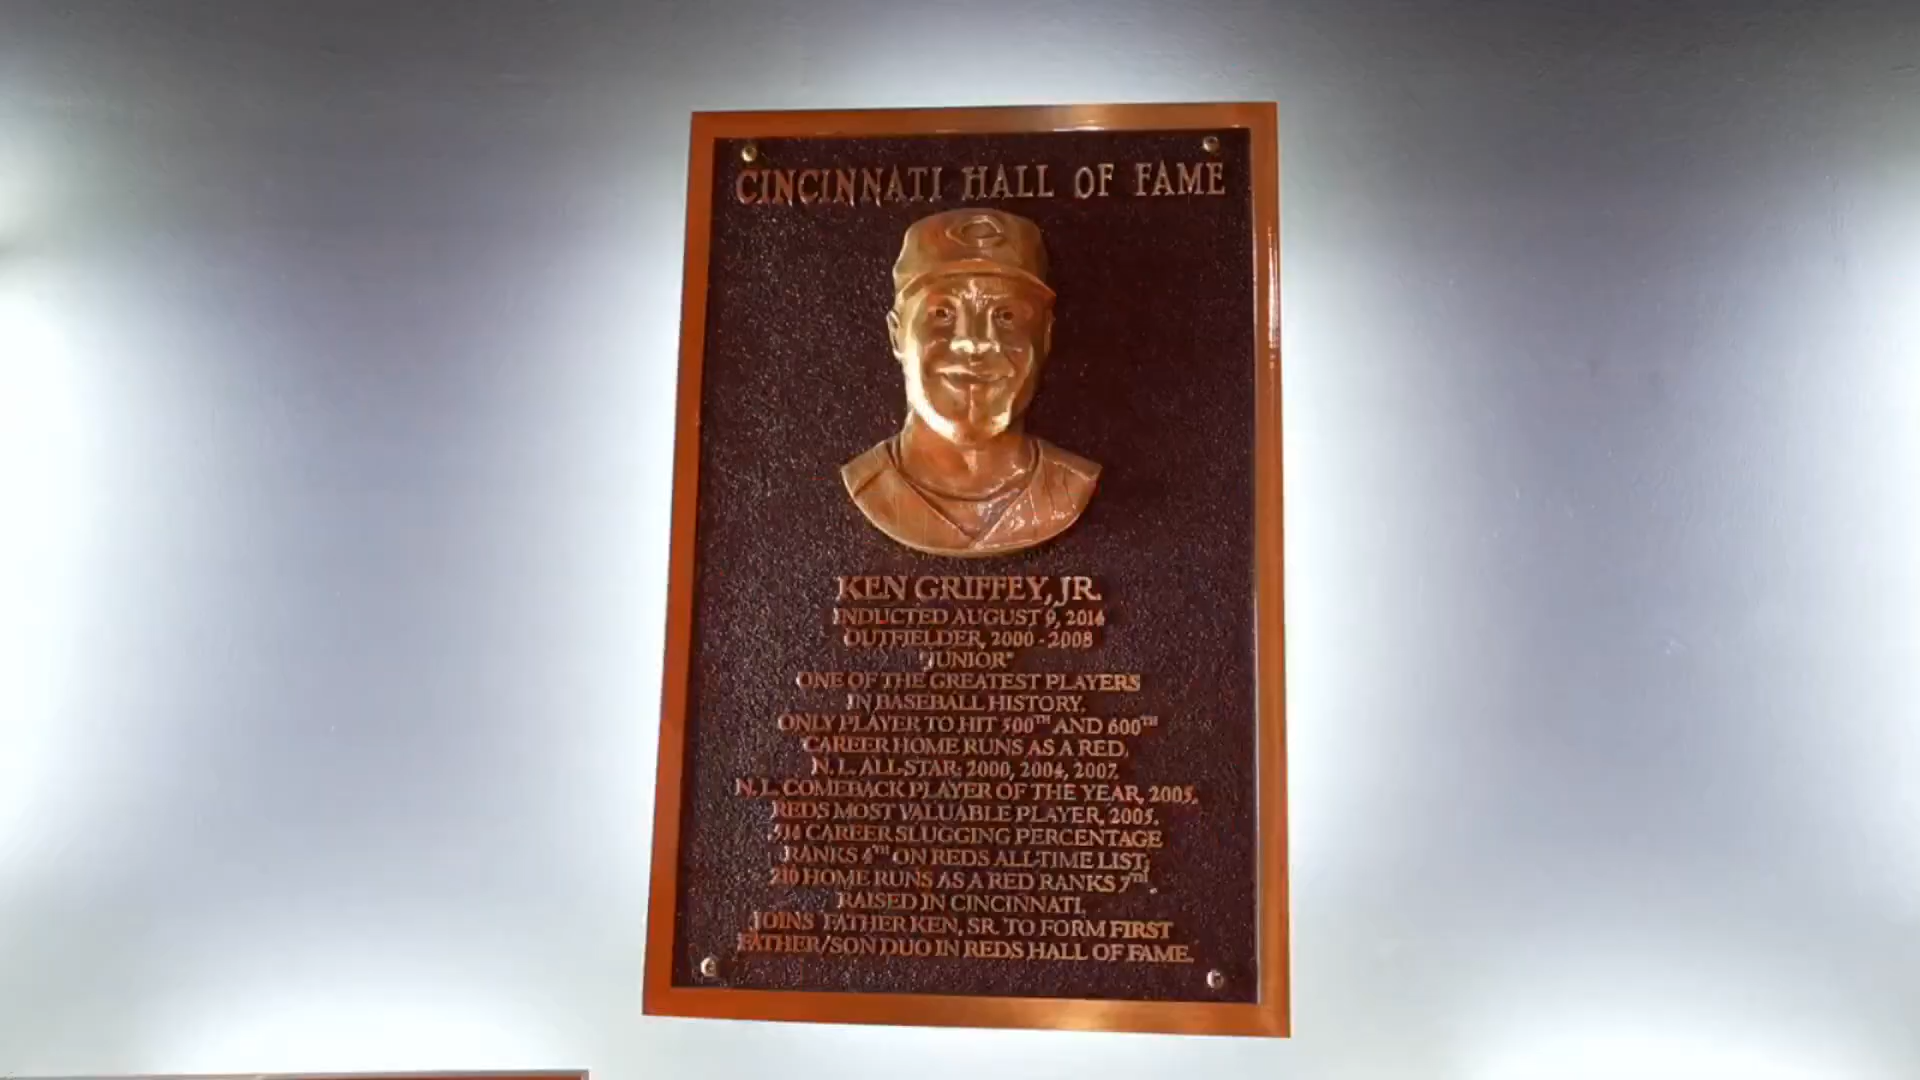 CINCINNATI HALL OF FAME
C
KEN GRIFFEY, JR.
INDUCTED AUGUST 9, 2014
OUTFIELDER, 2000 - 2008
"JUNIOR"
ONE OF THE GREATEST PLAYERS
IN BASEBALL HISTORY.
ONLY PLAYER TO HIT 500TH AND 600TH
CAREER HOME RUNS AS A RED.
N. L. ALL-STAR: 2000, 2004, 2007.
N. L. COMEBACK PLAYER OF THE YEAR, 2005.
REDS MOST VALUABLE PLAYER, 2005.
.514 CAREER SLUGGING PERCENTAGE
RANKS 4TH ON REDS ALL-TIME LIST;
210 HOME RUNS AS A RED RANKS 7TH.
RAISED IN CINCINNATI.
JOINS FATHER KEN, SR. TO FORM FIRST
FATHER/SON DUO IN REDS HALL OF FAME.